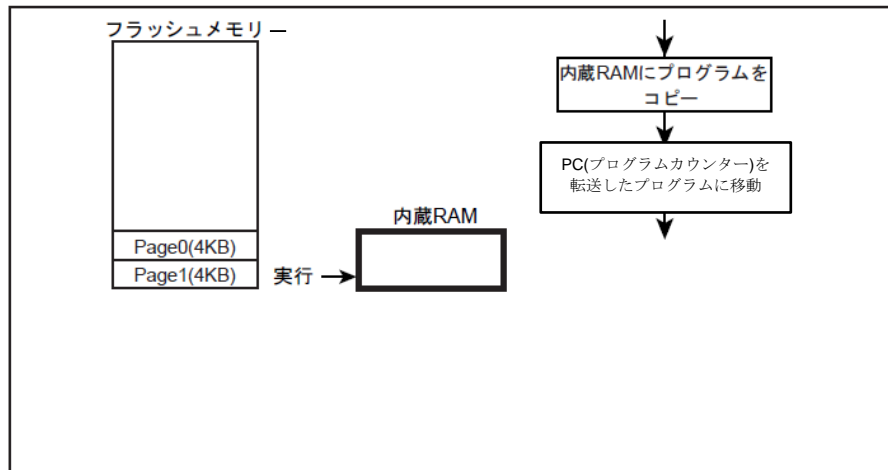 フラッシュメモリ
Page0(4KB)
Page1(4KB)
実行
内蔵RAM
内蔵RAMにプログラムを
コピー
PC(プログラムカウンター)を
転送したプログラムに移動